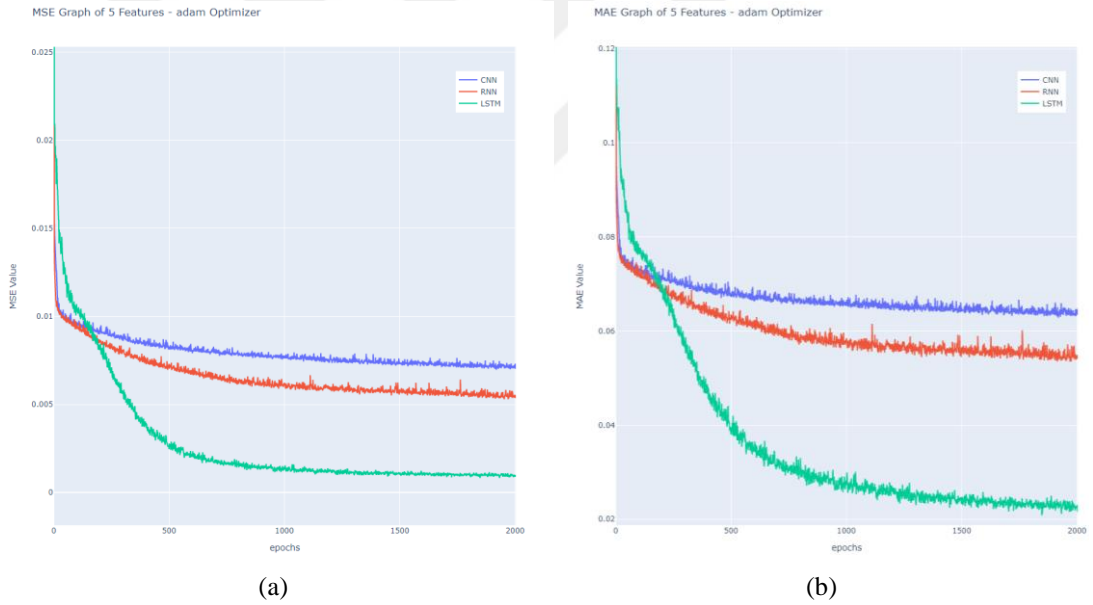 MSE Graph of 5 Features - adam Optimizer
0.025
0.02
0.015
0.01
0.005
0
MSE Value
CNN
RNN
LSTM
0
500
1000
1500
2000
epochs
(a)
MAE Graph of 5 Features - adam Optimizer
0.12
0.1
0.08
0.06
0.04
0.02
MAE Value
CNN
RNN
LSTM
0
500
1000
1500
2000
epochs
(b)